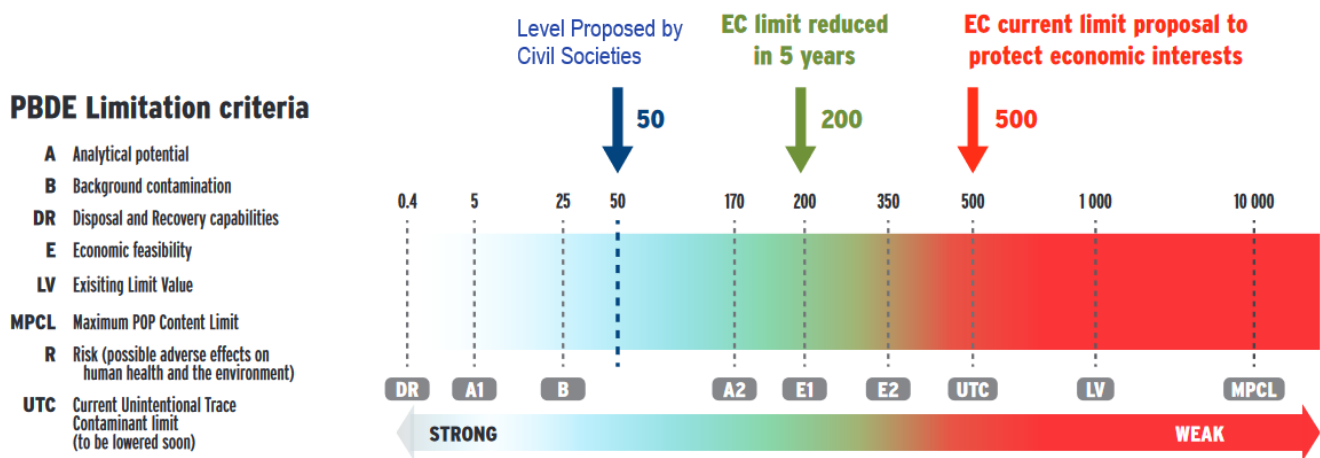 Level Proposed by
Civil Societies
EC limit reduced
in 5 years
EC current limit proposal to
protect economic interests
50
200
500
PBDE Limitation criteria
A Analytical potential
B Background contamination
DR Disposal and Recovery capabilities
E Economic feasibility
LV Exisiting Limit Value
MPCL Maximum POP Content Limit
R Risk (possible adverse effects on
human health and the environment)
UTC Current Unintentional Trace
Contaminant limit
(to be lowered soon)
0.4 5 25 50 170 200 350 500 1 000 10 000
DR A1 B A2 E1 E2 UTC LV MPCL
STRONG WEAK